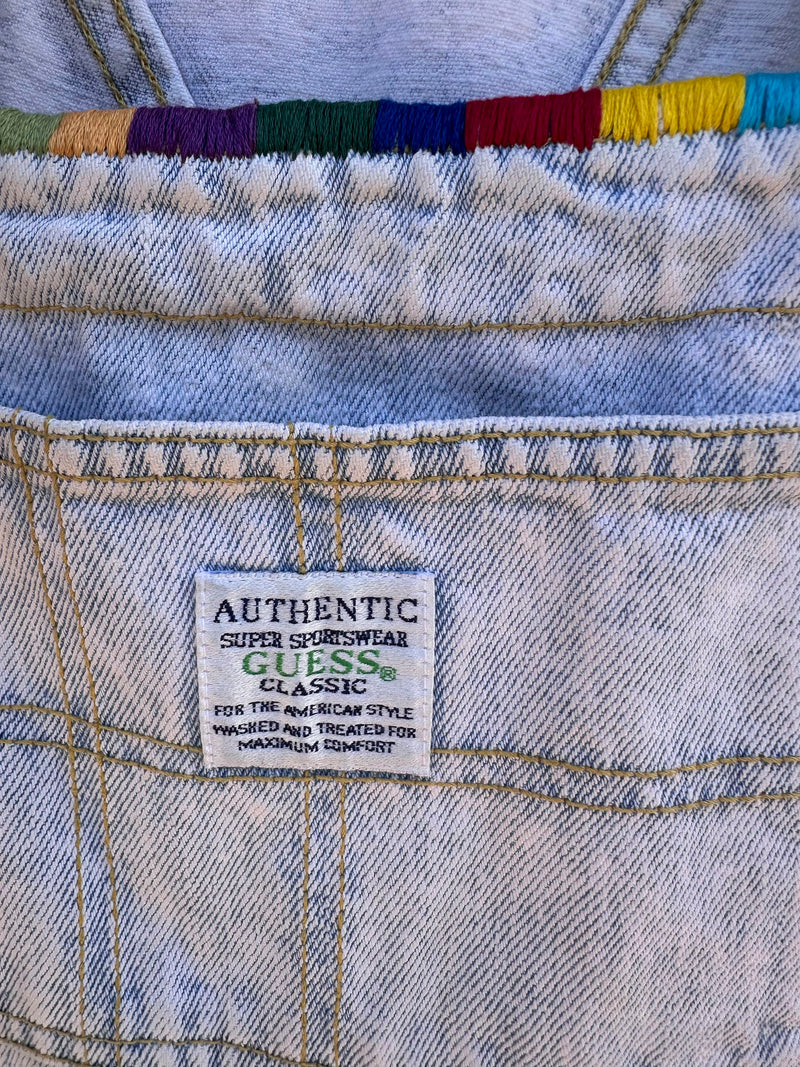 AUTHENTIC
SUPER SPORTSWEAR
GUESS®
CLASSIC
FOR THE AMERICAN STYLE
WASHED AND TREATED FOR
MAXIMUM COMFORT